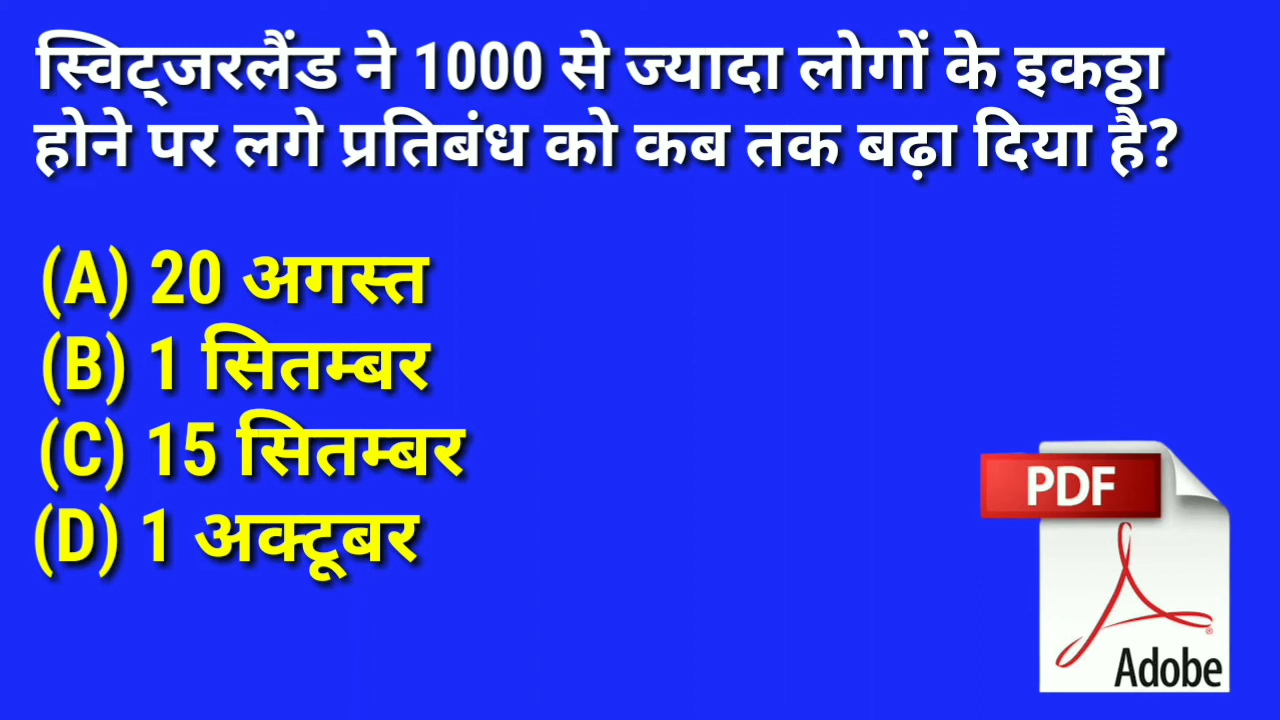 स्विट्जरलैंड ने 1000 से ज्यादा लोगों के इकठ्ठा
होने पर लगे प्रतिबंध को कब तक बढ़ा दिया है?
(A) 20 अगस्त
(B) 1 सितम्बर
(C) 15 सितम्बर
(D) 1 अक्टूबर
PDF
®
Adobe